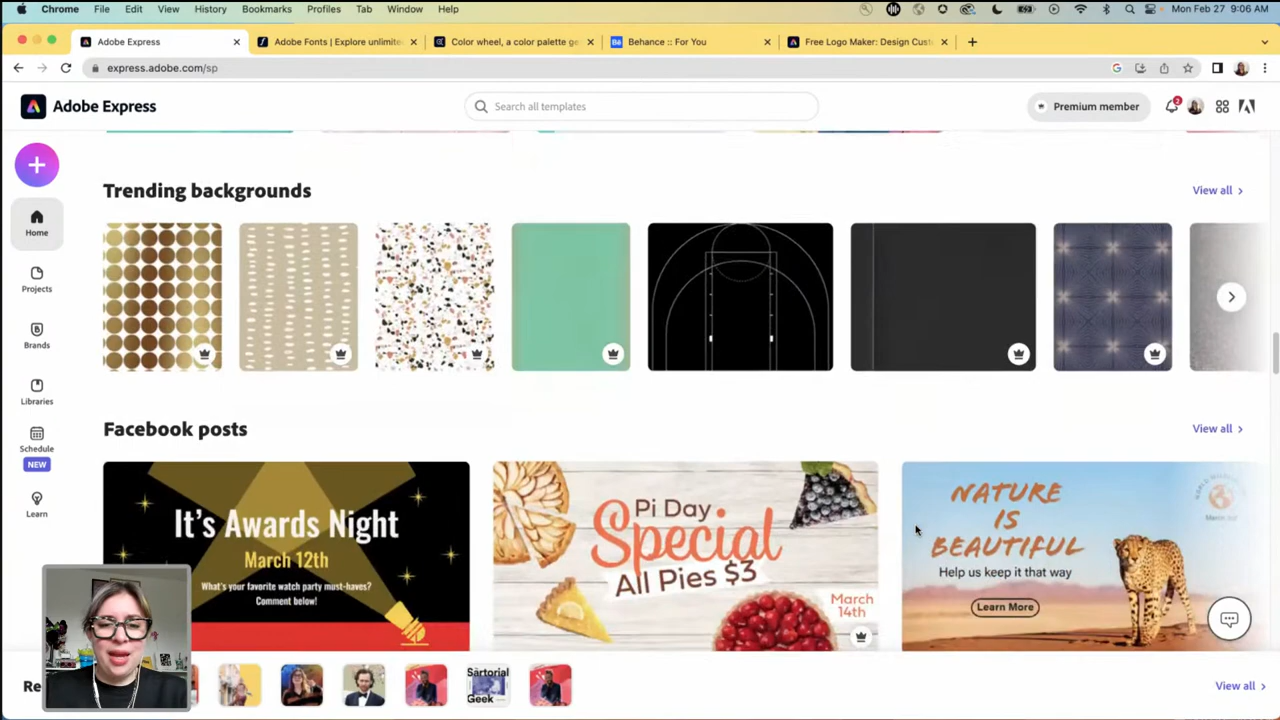 Chrome File Edit View History Bookmarks Profiles Tab Window Help
Mon Feb 27 9:06 AM
Adobe Express
Adobe Fonts | Explore unlimite
Color wheel, a color palette ge
Behance :: For You
Free Logo Maker: Design Cust
express.adobe.com/sp
Adobe Express
Search all templates
Premium member
2
Home
Projects
Brands
Libraries
Schedule
NEW
Learn
Trending backgrounds
View all
Facebook posts
View all
It's Awards Night
March 12th
What's your favorite watch party must-haves?
Comment below!
Pi Day
Special
All Pies $3
March
14th
NATURE
IS
BEAUTIFUL
Help us keep it that way
Learn More
Re
Sartorial
Geek
View all